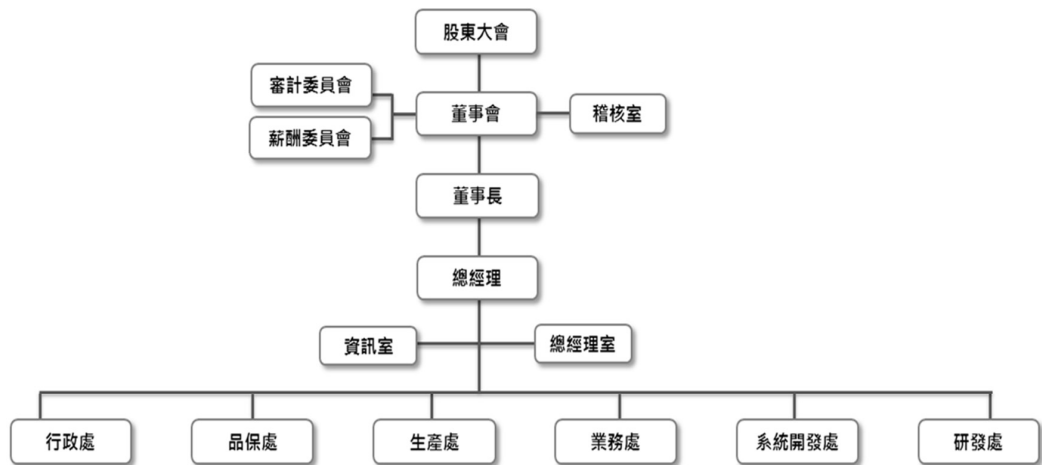 股東大會
審計委員會
董事會
稽核室
薪酬委員會
董事長
總經理
資訊室
總經理室
行政處
品保處
生產處
業務處
系統開發處
研發處